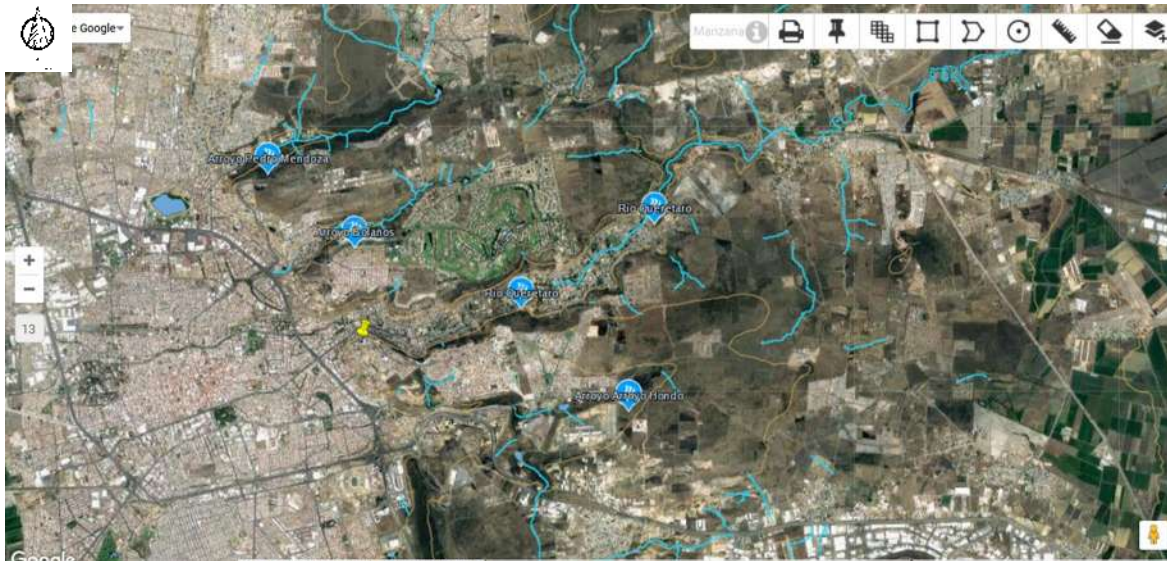 e Google
Manzana
Arroyo Pedro Mendoza
Río Querétaro
Arroyo Bolaños
Río Querétaro
13
Arroyo Arroyo Hondo
Google